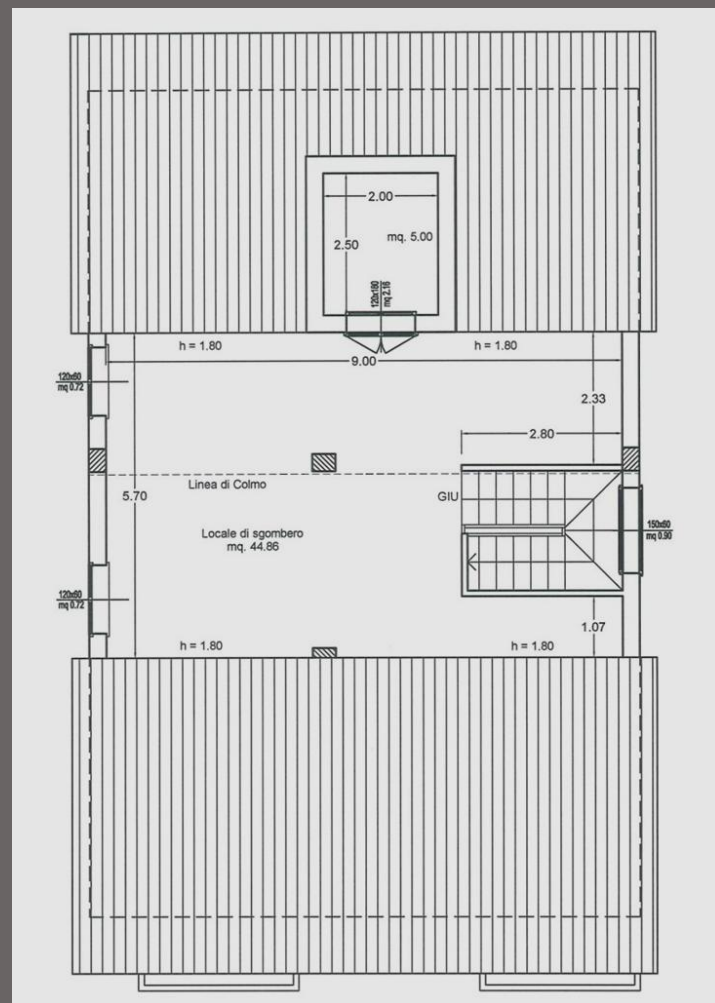 2.00
mq. 5.00
2.50
120x180
mq 2.16
h = 1.80
h = 1.80
9.00
120x60
mq 0.72
2.33
2.80
Linea di Colmo
5.70
GIU
Locale di sgombero
mq. 44.86
150x60
mq 0.90
120x60
mq 0.72
1.07
h = 1.80
h = 1.80